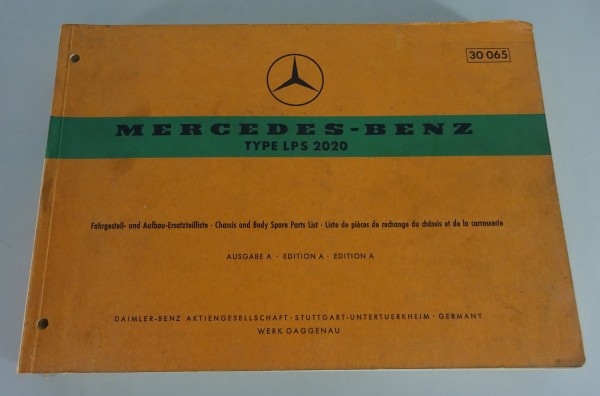 30 065
MERCEDES-BENZ
TYPE LPS 2020
Fahrgestell- und Aufbau-Ersatzteilliste · Chassis and Body Spare Parts List · Liste de pièces de rechange du châssis et de la carrosserie
AUSGABE A · EDITION A · EDITION A
DAIMLER-BENZ AKTIENGESELLSCHAFT · STUTTGART-UNTERTUERKHEIM · GERMANY
WERK GAGGENAU